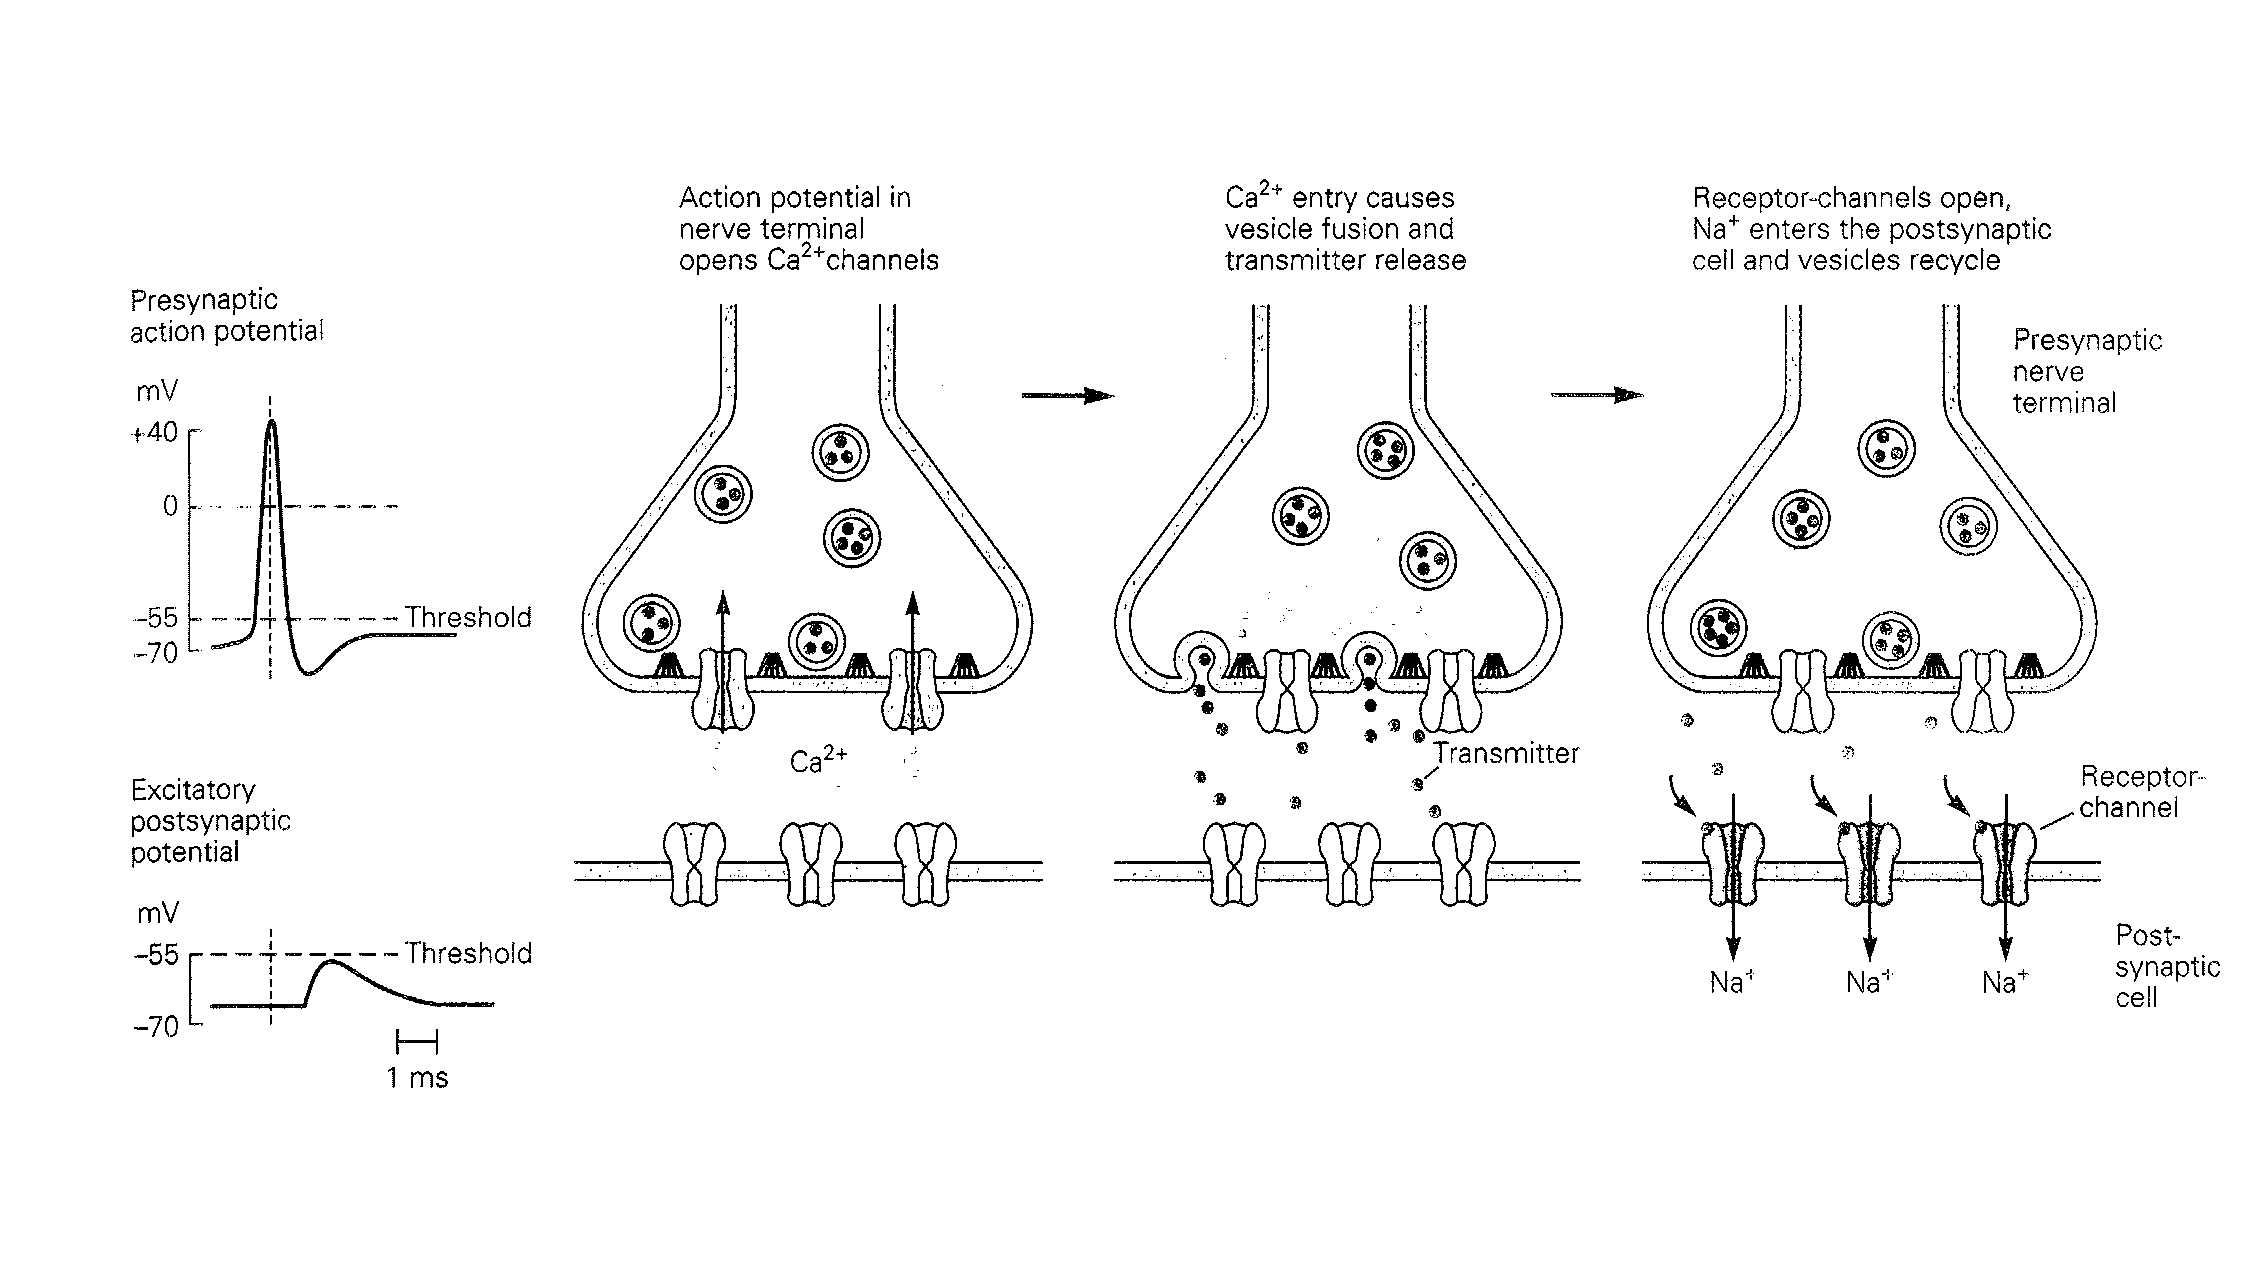 Action potential in
nerve terminal
opens Ca2+channels
Ca2+ entry causes
vesicle fusion and
transmitter release
Receptor-channels open,
Na+ enters the postsynaptic
cell and vesicles recycle
Presynaptic
action potential
mV
+40
0
-55
Threshold
-70
Presynaptic
nerve
terminal
Ca2+
Transmitter
Receptor-
channel
Excitatory
postsynaptic
potential
mV
-55
Threshold
-70
1 ms
Na+
Na+
Na+
Post-
synaptic
cell